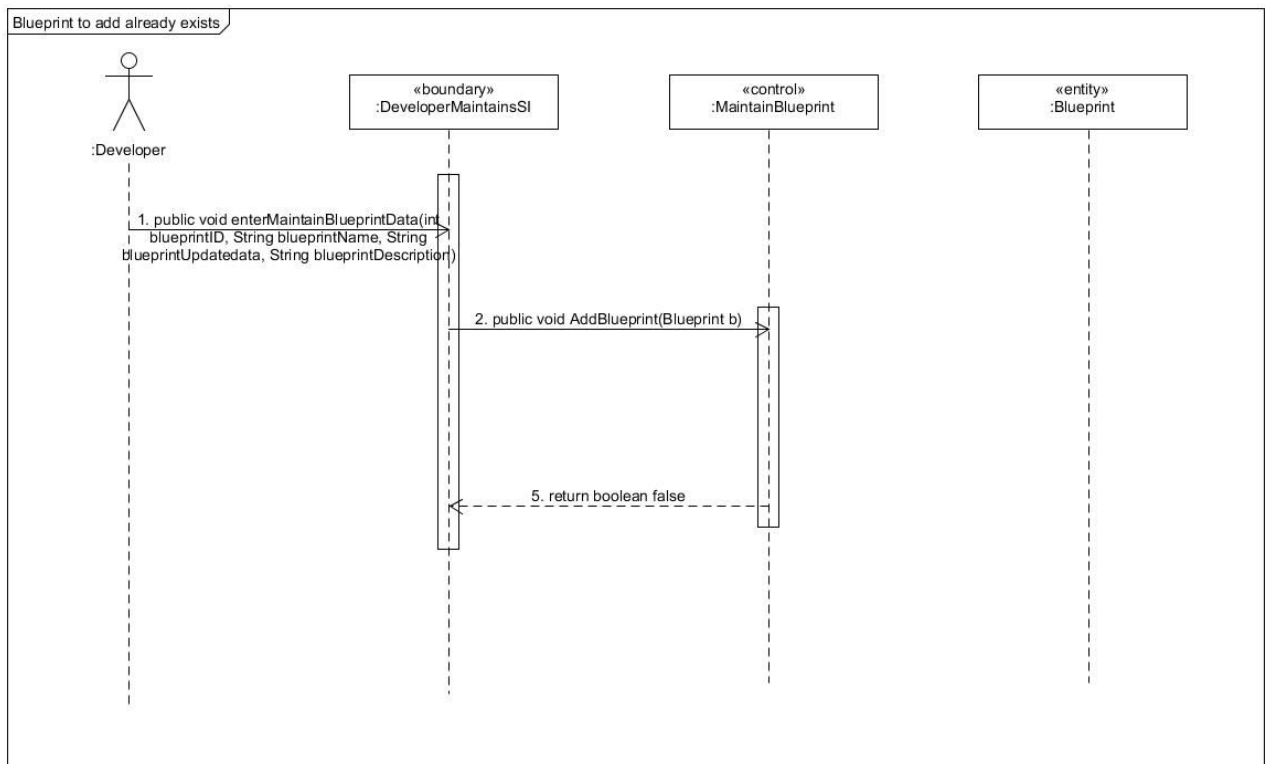 Blueprint to add already exists
«boundary»
:DeveloperMaintainsSI
«control»
:MaintainBlueprint
«entity»
:Blueprint
:Developer
1. public void enterMaintainBlueprintData(int
blueprintID, String blueprintName, String
blueprintUpdatedata, String blueprintDescription)
2. public void AddBlueprint(Blueprint b)
5. return boolean false